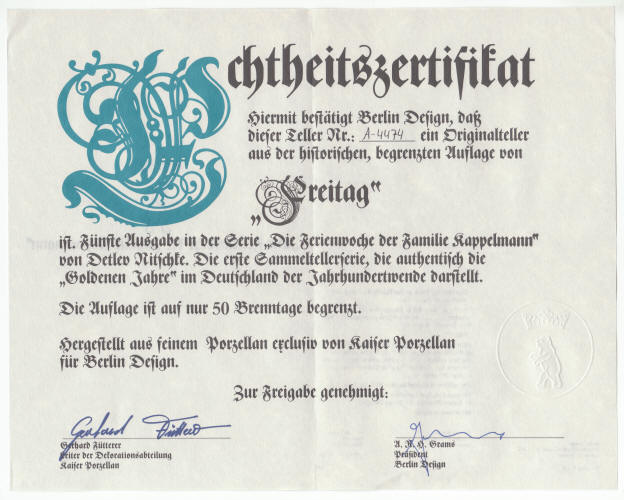 Echtheitszertifikat
Hiermit bestätigt Berlin Design, daß
dieser Teller Nr.: A-4474 ein Originalteller
aus der historischen, begrenzten Auflage von
„Freitag“
ist. Fünfte Ausgabe in der Serie „Die Ferienwoche der Familie Kappelmann“
von Detlev Nitschke. Die erste Sammeltellerserie, die authentisch die
„Goldenen Jahre“ im Deutschland der Jahrhundertwende darstellt.
Die Auflage ist auf nur 50 Brenntage begrenzt.
Hergestellt aus feinem Porzellan exclusiv von Kaiser Porzellan
für Berlin Design.
Zur Freigabe genehmigt:
Gerhard Fütterer
Gerhard Fütterer
Leiter der Dekorationsabteilung
Kaiser Porzellan
A. R. H. Grams
Präsident
Berlin Design